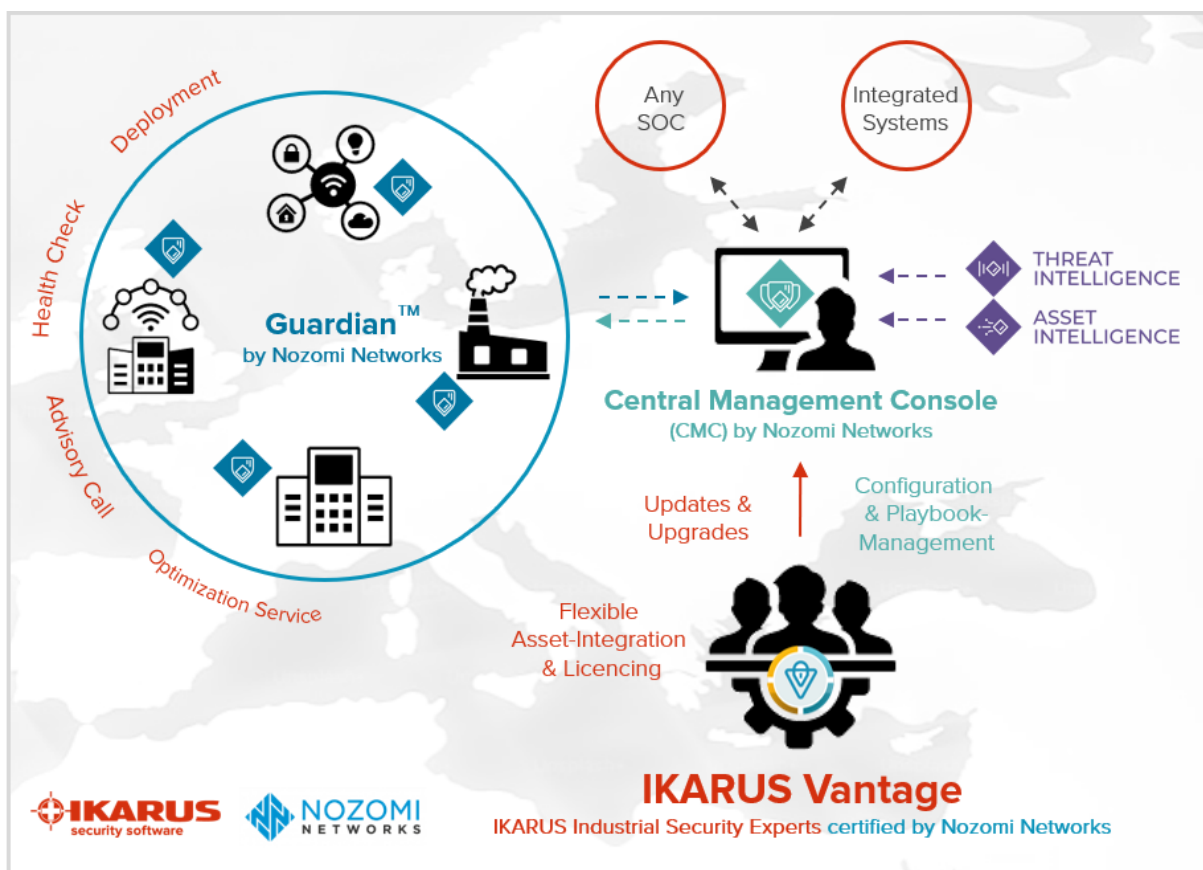 Deployment
Health Check
Advisory Call
Optimization Service
Guardian™
by Nozomi Networks
Any
SOC
Integrated
Systems
THREAT
INTELLIGENCE
ASSET
INTELLIGENCE
Central Management Console
(CMC) by Nozomi Networks
Updates &
Upgrades
Configuration
& Playbook-
Management
Flexible
Asset-Integration
& Licencing
IKARUS Vantage
IKARUS Industrial Security Experts certified by Nozomi Networks
IKARUS
security software
NOZOMI
NETWORKS